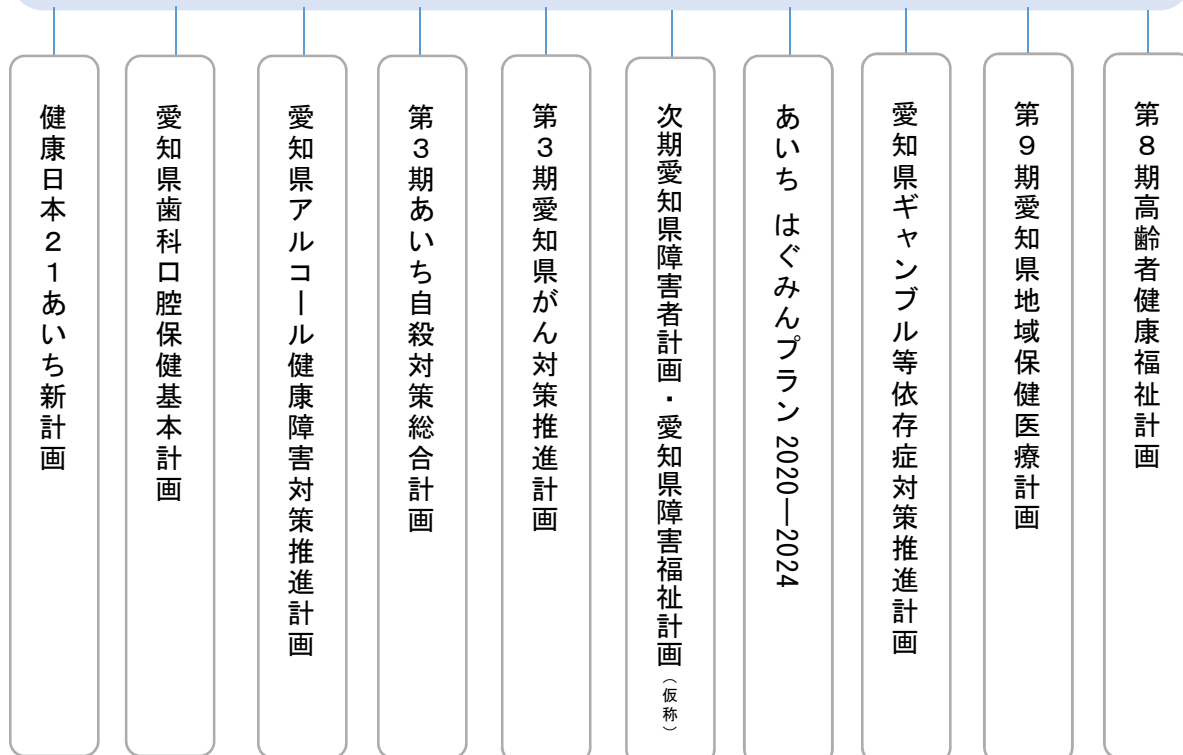 第８期高齢者健康福祉計画
第９期愛知県地域保健医療計画
愛知県ギャンブル等依存症対策推進計画
あいち はぐみんプラン 2020―2024
次期愛知県障害者計画・愛知県障害福祉計画（仮称）
第３期愛知県がん対策推進計画
第３期あいち自殺対策総合計画
愛知県アルコール健康障害対策推進計画
愛知県歯科口腔保健基本計画
健康日本２１あいち新計画